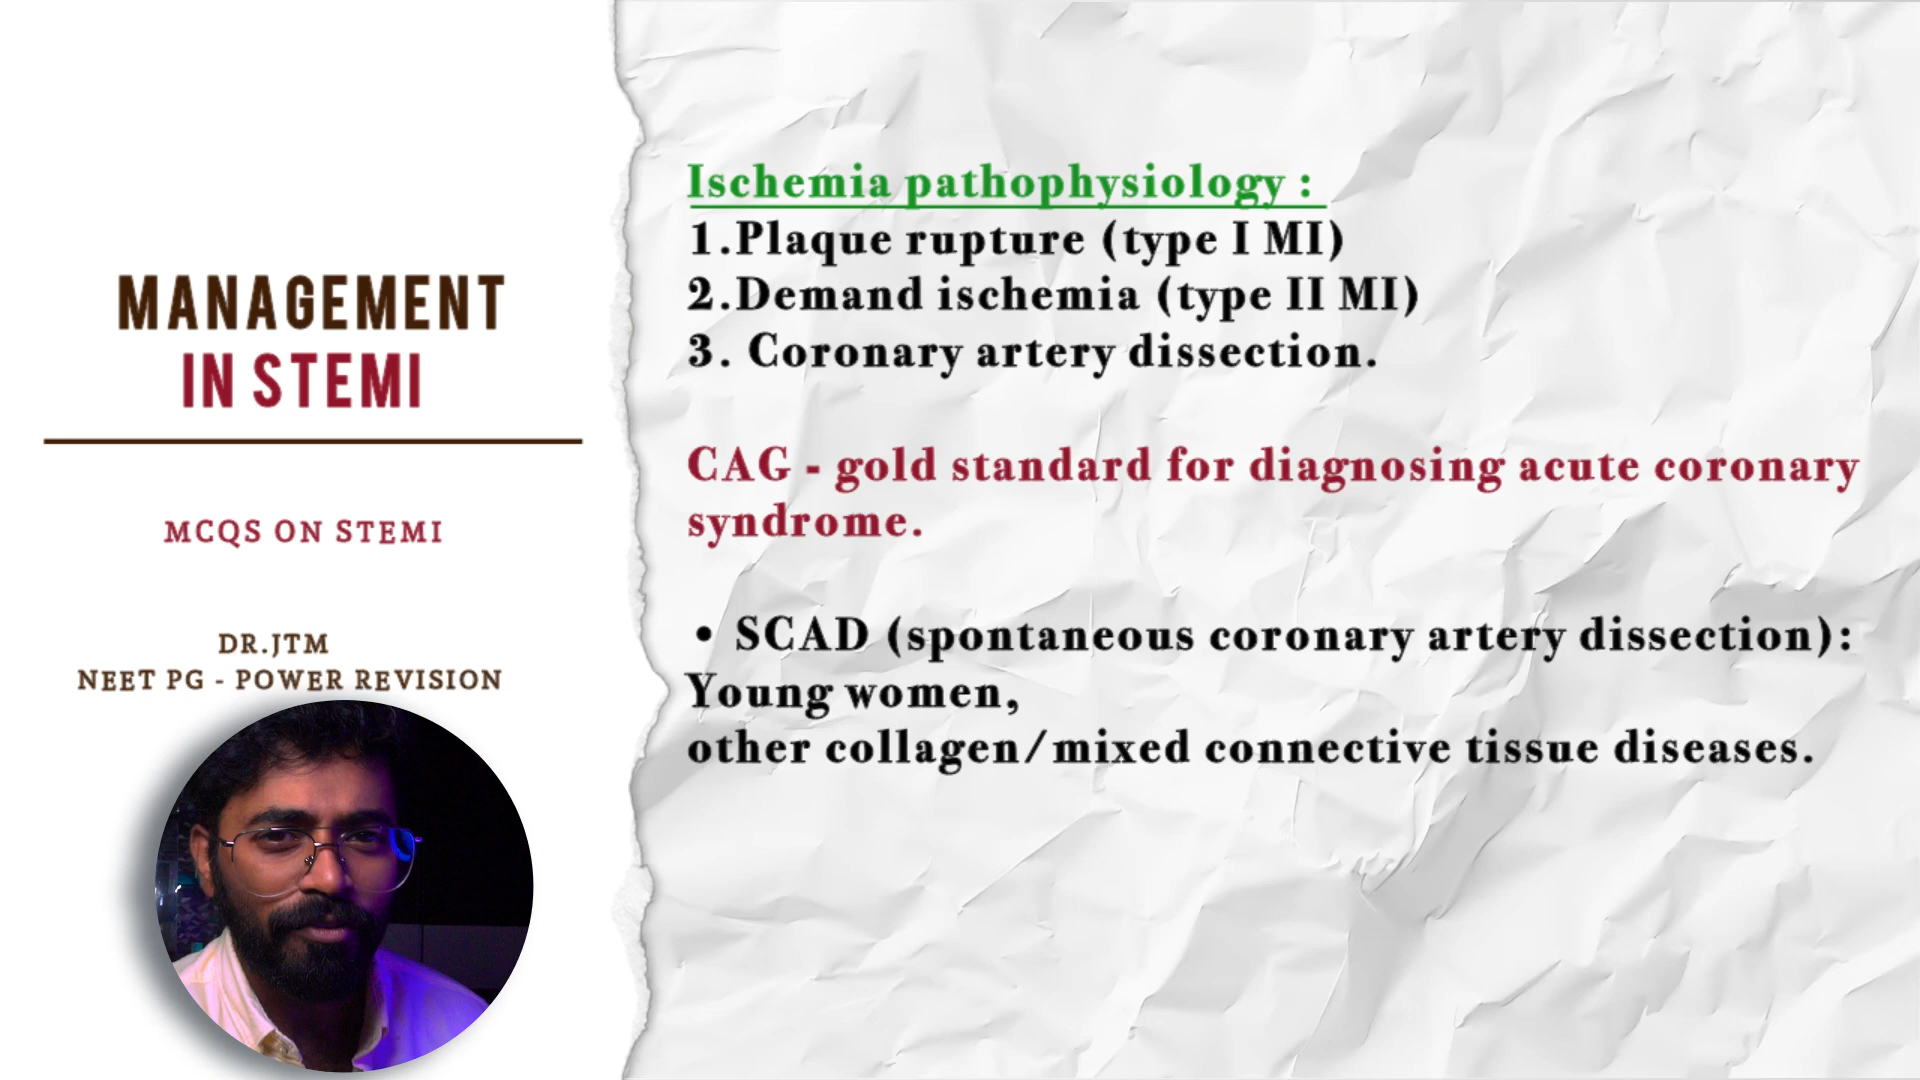 MANAGEMENT
IN STEMI
MCQS ON STEMI
DR.JTM
NEET PG - POWER REVISION
Ischemia pathophysiology :
1.Plaque rupture (type I MI)
2.Demand ischemia (type II MI)
3. Coronary artery dissection.
CAG - gold standard for diagnosing acute coronary
syndrome.
• SCAD (spontaneous coronary artery dissection):
Young women,
other collagen/mixed connective tissue diseases.